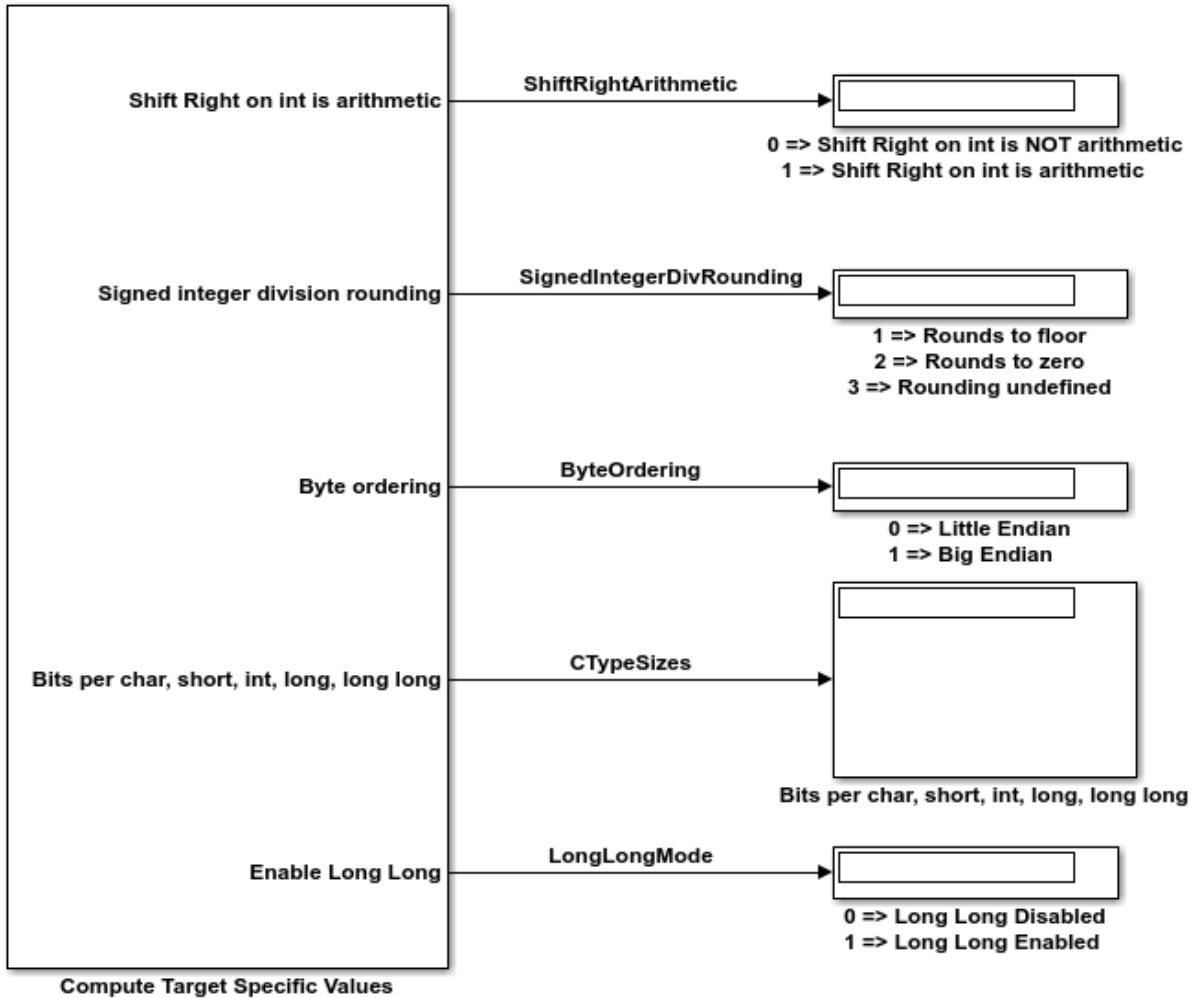 Shift Right on int is arithmetic
ShiftRightArithmetic
0 => Shift Right on int is NOT arithmetic
1 => Shift Right on int is arithmetic
Signed integer division rounding
SignedIntegerDivRounding
1 => Rounds to floor
2 => Rounds to zero
3 => Rounding undefined
Byte ordering
ByteOrdering
0 => Little Endian
1 => Big Endian
Bits per char, short, int, long, long long
CTypeSizes
Bits per char, short, int, long, long long
Enable Long Long
LongLongMode
0 => Long Long Disabled
1 => Long Long Enabled
Compute Target Specific Values